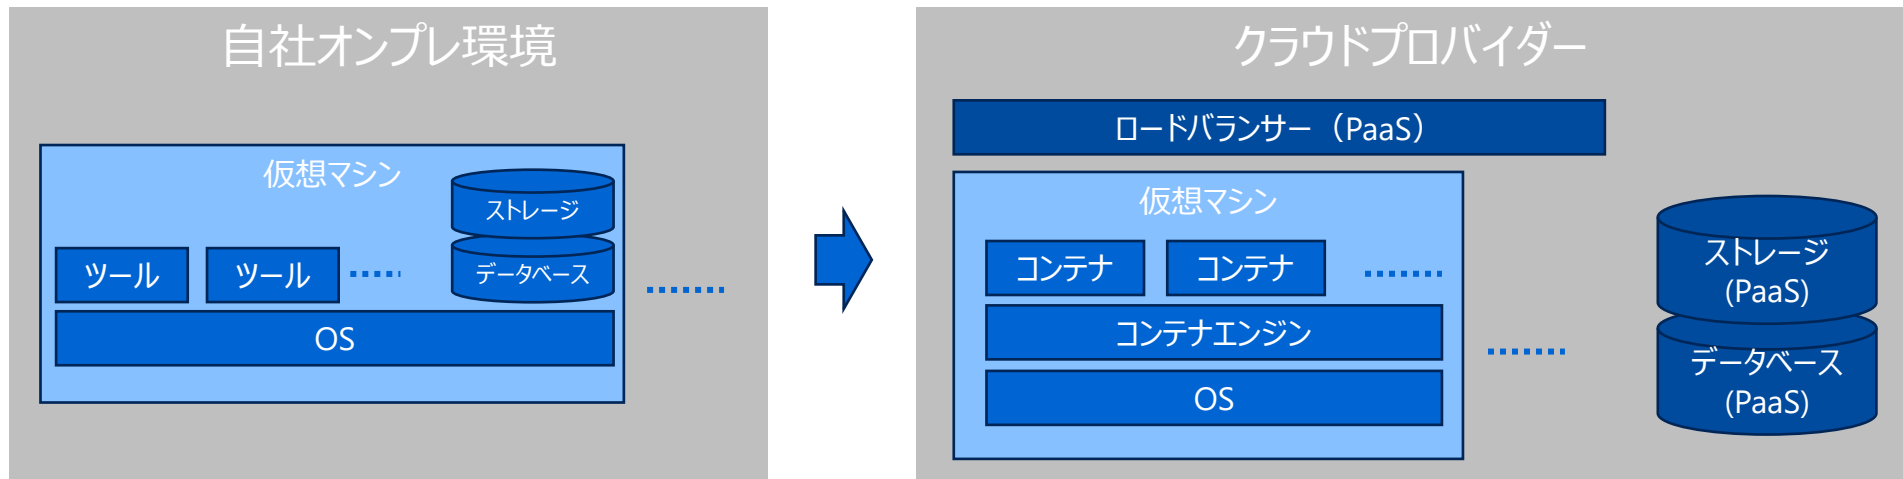 自社オンプレ環境
仮想マシン
ストレージ
データベース
ツール
ツール
OS
クラウドプロバイダー
ロードバランサー（PaaS）
仮想マシン
コンテナ
コンテナ
コンテナエンジン
OS
ストレージ
(PaaS)
データベース
(PaaS)